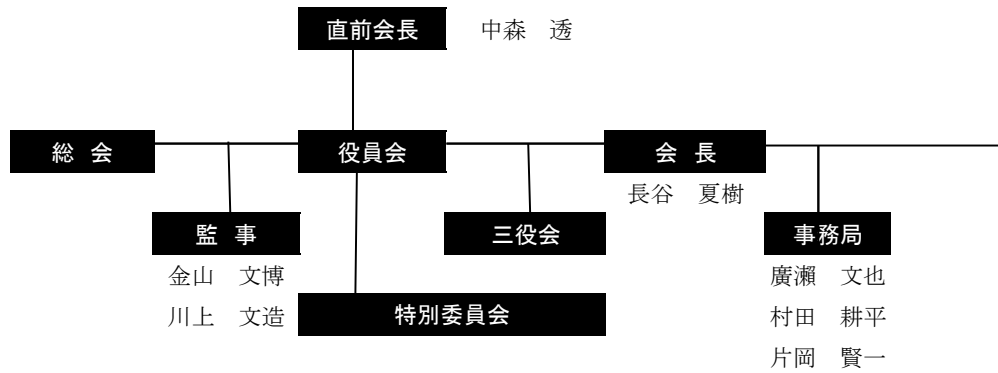 直前会長　中森　透
総　会
役員会
会　長
長谷　夏樹
監　事
三役会
事務局
金山　文博
川上　文造
特別委員会
廣瀬　文也
村田　耕平
片岡　賢一